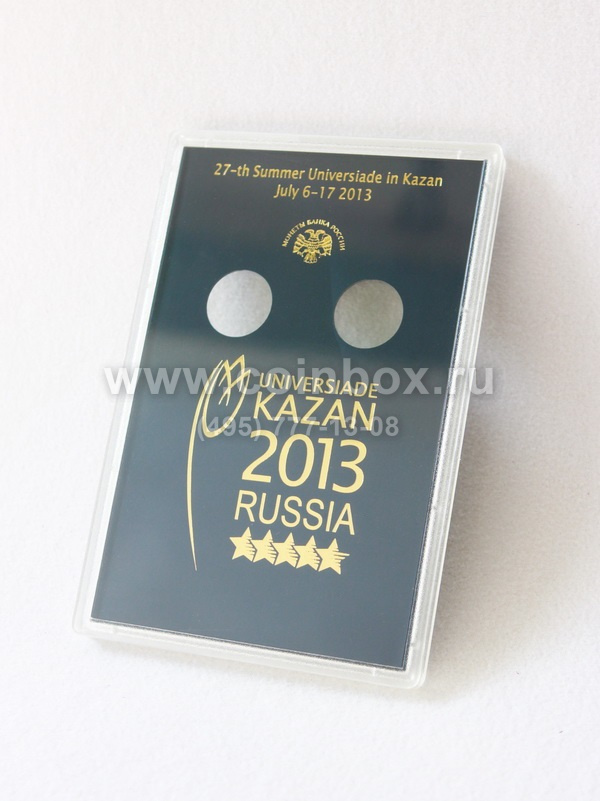 27-th Summer Universiade in Kazan
July 6-17 2013
МОНЕТЫ БАНКА РОССИИ
www.coinbox.ru
UNIVERSIADE
KAZAN
(495) 777-13-08
2013
RUSSIA